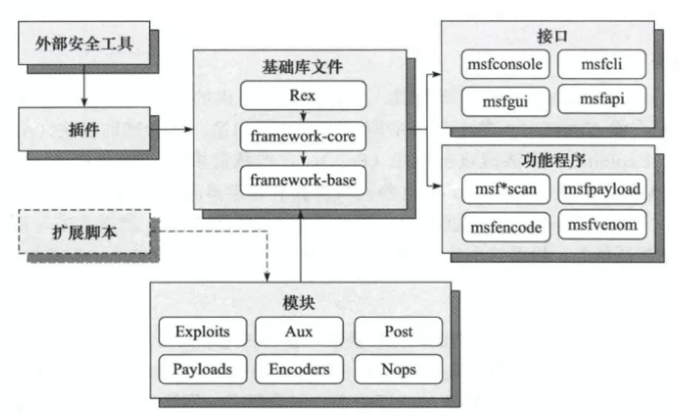 外部安全工具
插件
扩展脚本
基础库文件
Rex
framework-core
framework-base
接口
msfconsole
msfcli
msfgui
msfapi
功能程序
msf*scan
msfpayload
msfencode
msfvenom
模块
Exploits
Aux
Post
Payloads
Encoders
Nops